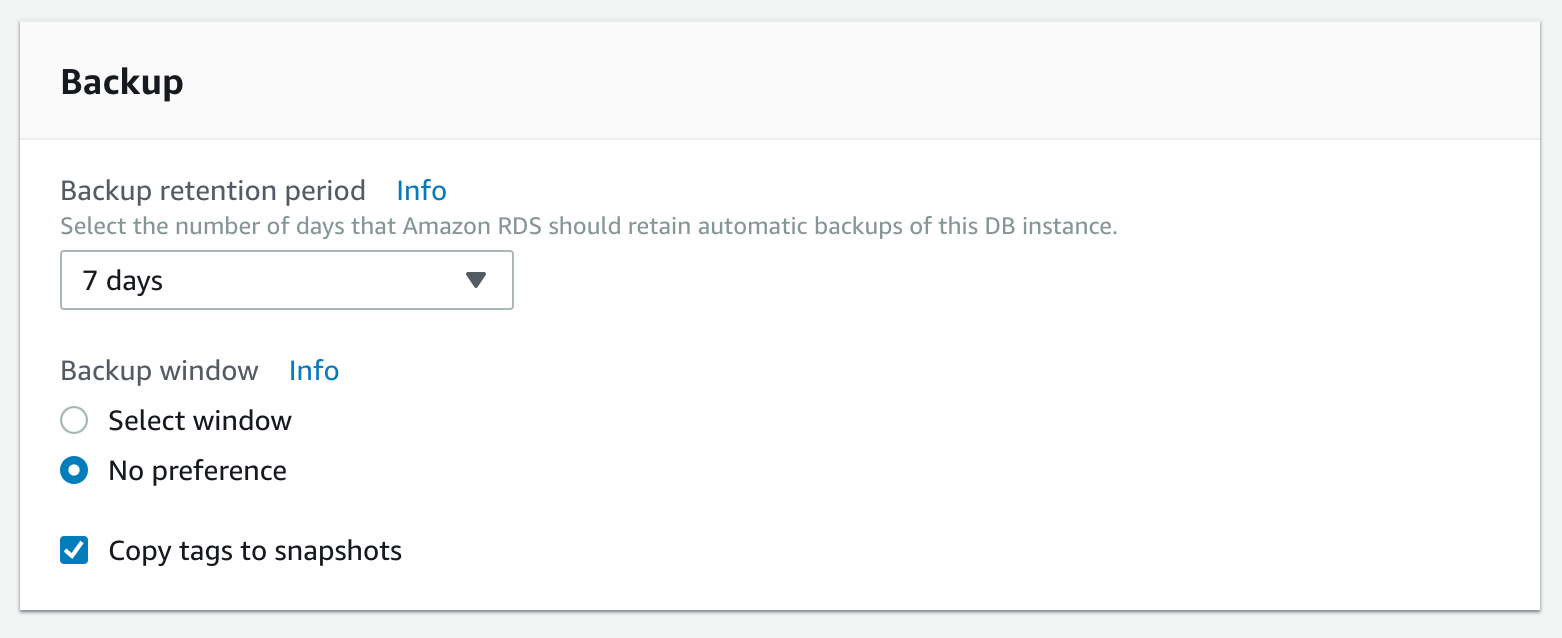 Backup
Backup retention period Info
Select the number of days that Amazon RDS should retain automatic backups of this DB instance.
7 days
Backup window Info
Select window
No preference
Copy tags to snapshots